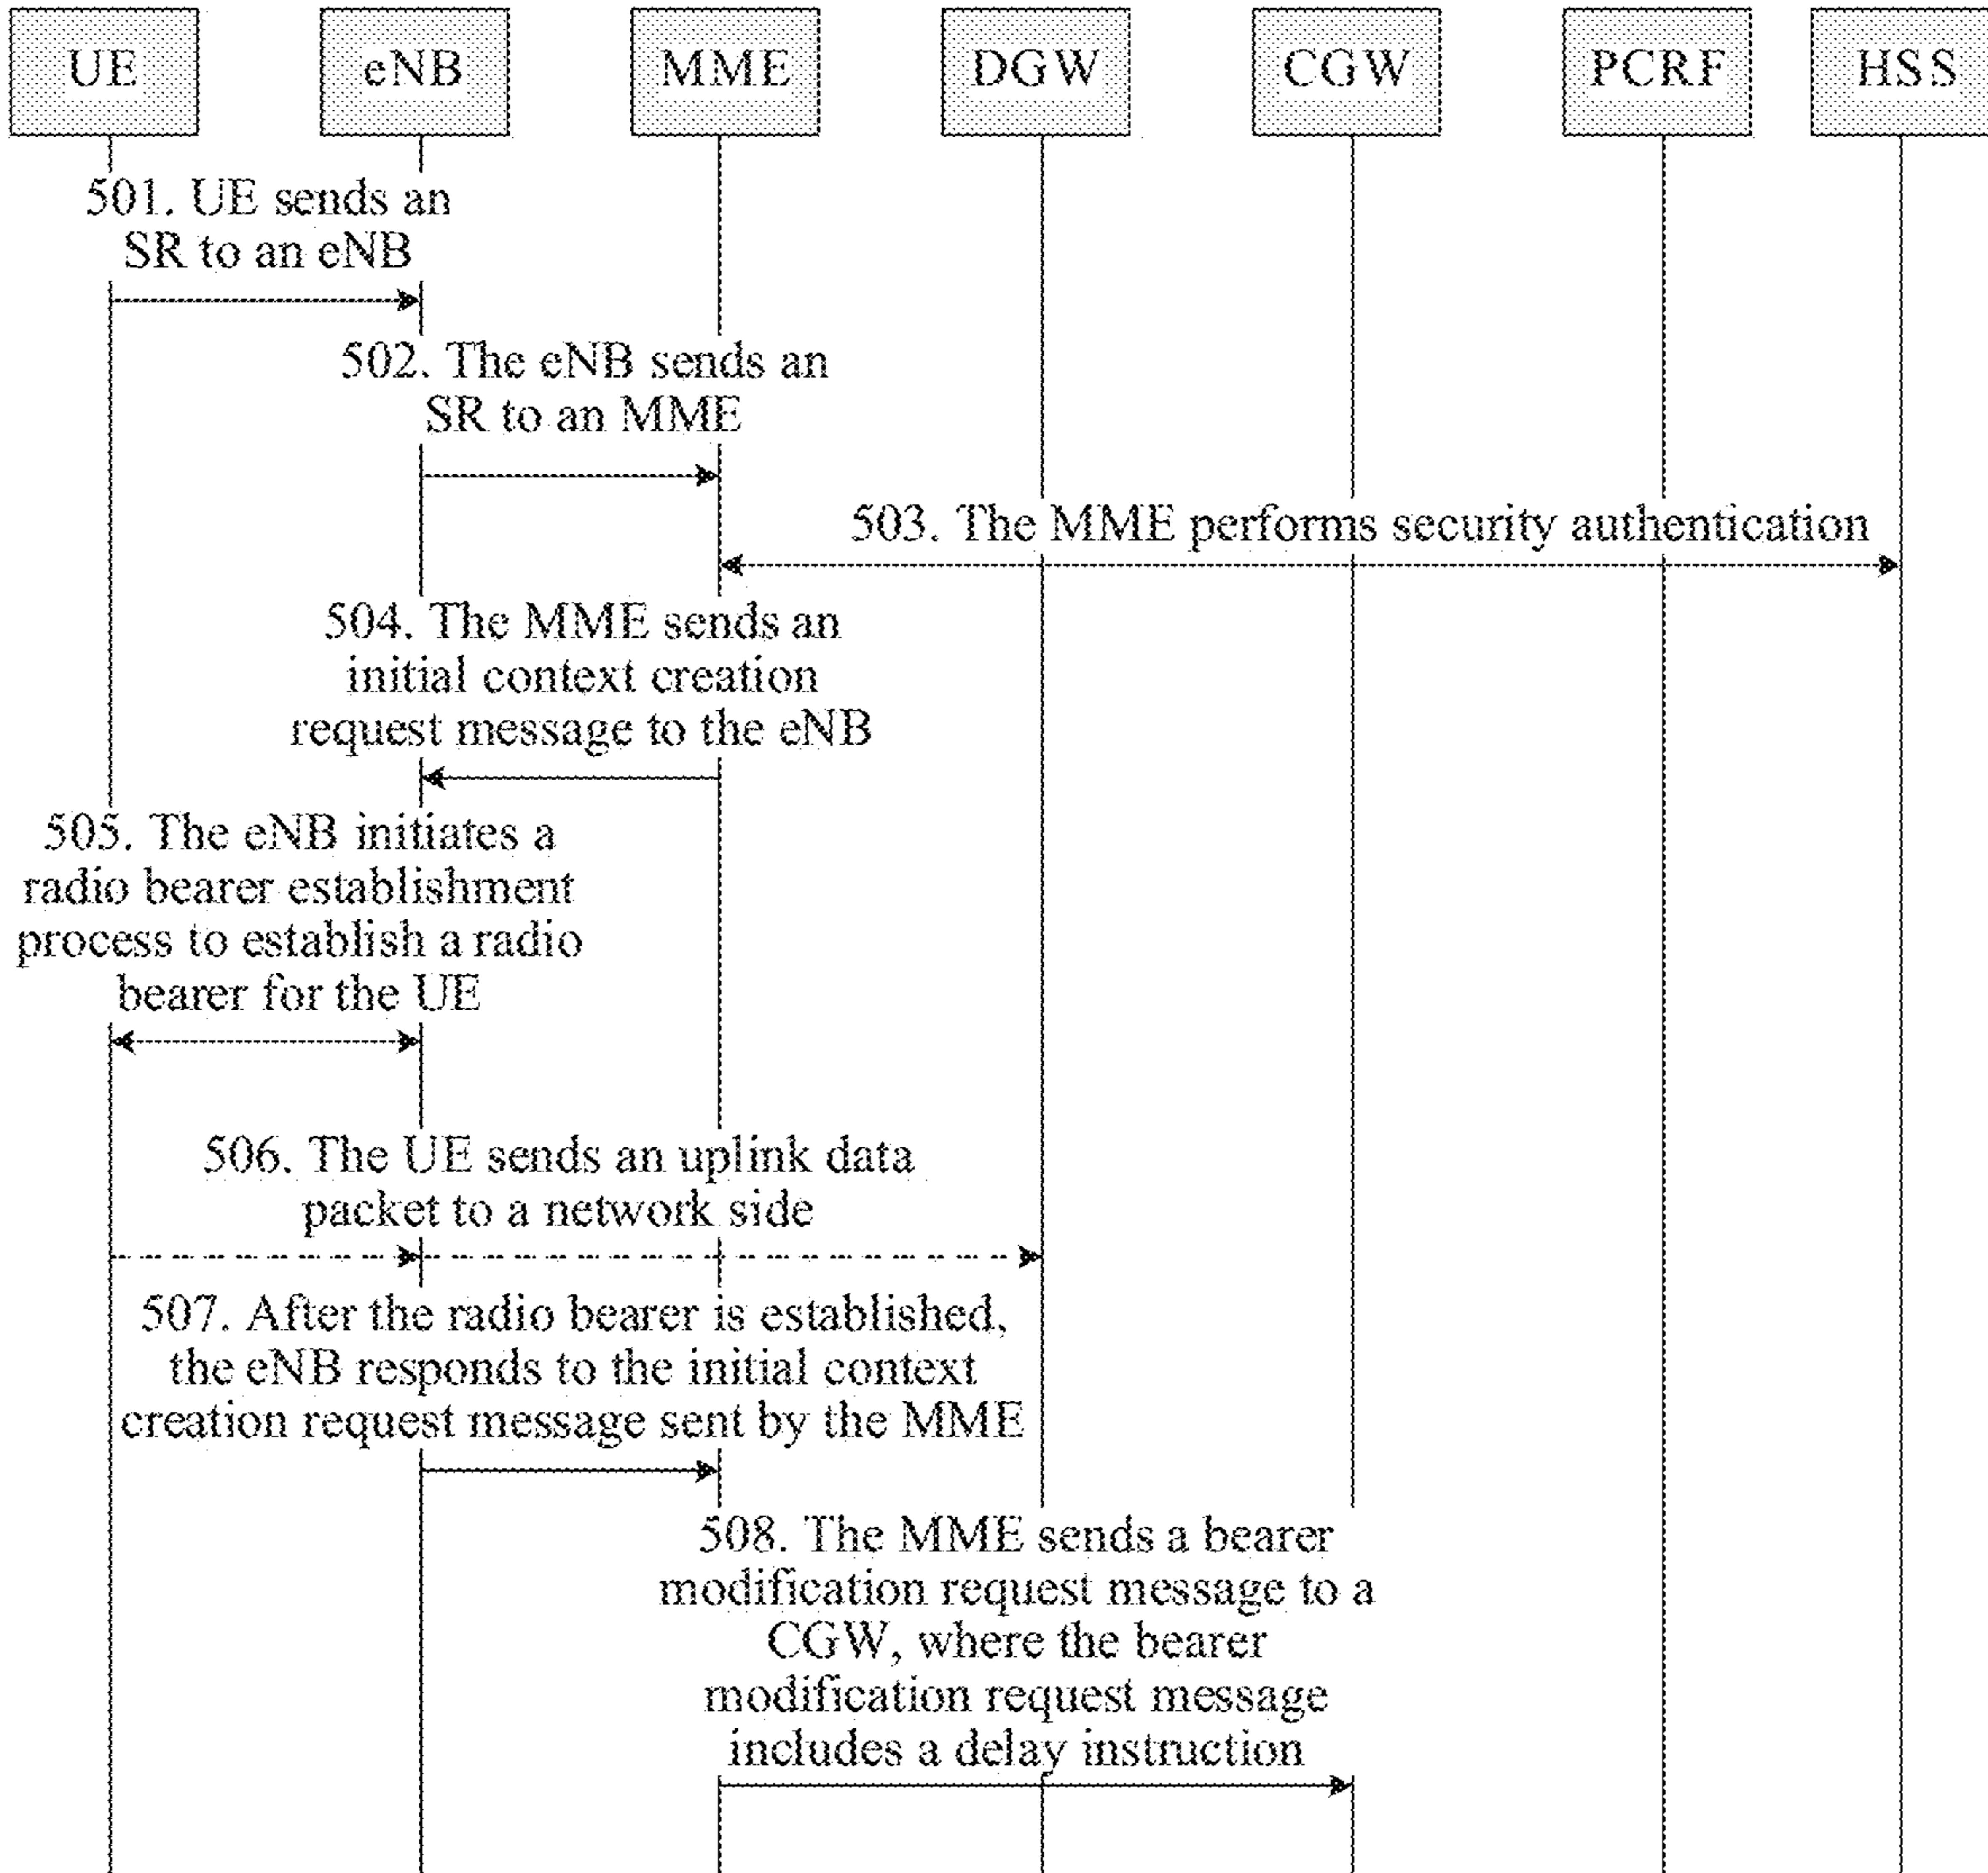 UE
eNB
MME
DGW
CGW
PCRF
HSS
501. UE sends an
SR to an eNB
502. The eNB sends an
SR to an MME
503. The MME performs security authentication
504. The MME sends an
initial context creation
request message to the eNB
505. The eNB initiates a
radio bearer establishment
process to establish a radio
bearer for the UE
506. The UE sends an uplink data
packet to a network side
507. After the radio bearer is established,
the eNB responds to the initial context
creation request message sent by the MME
508. The MME sends a bearer
modification request message to a
CGW, where the bearer
modification request message
includes a delay instruction